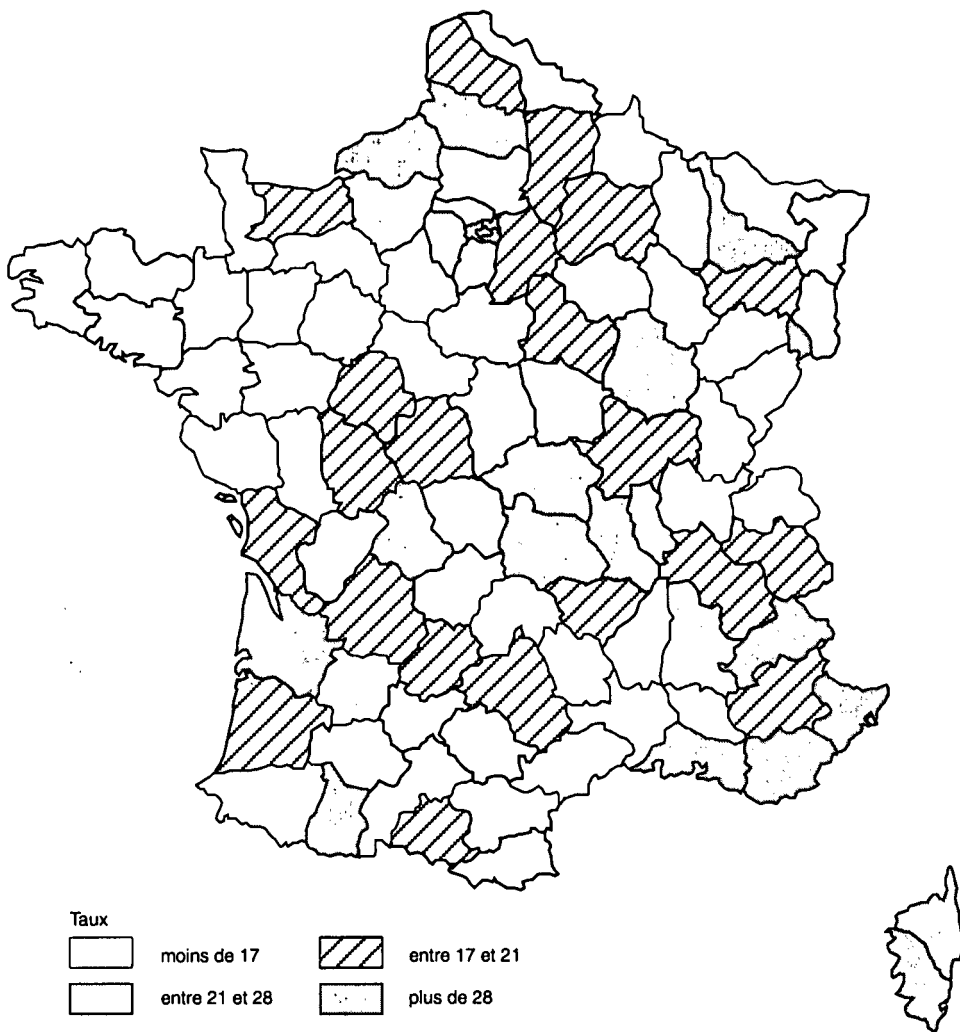 Taux
moins de 17
entre 17 et 21
entre 21 et 28
plus de 28